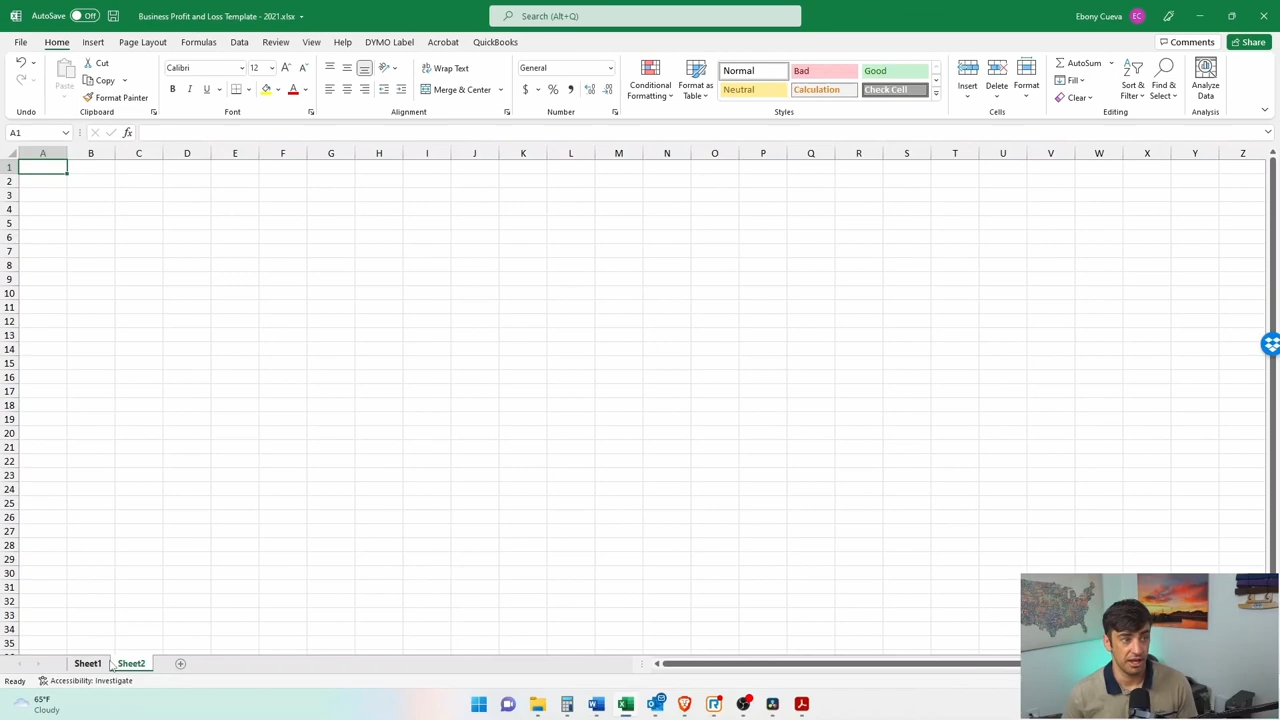 AutoSave Off Business Profit and Loss Template - 2021.xlsx Search (Alt+Q) Ebony Cueva EC
File Home Insert Page Layout Formulas Data Review View Help DYMO Label Acrobat QuickBooks Comments Share
Paste Cut Copy Format Painter
Calibri 12 B I U A A A
Wrap Text Merge & Center
General $ % ,
Conditional Formatting Format as Table
Normal Bad Good
Neutral Calculation Check Cell
Insert Delete Format
AutoSum Fill Clear
Sort & Filter Find & Select
Analyze Data
Undo Clipboard Font Alignment Number Styles Cells Editing Analysis
A1 fx
A B C D E F G H I J K L M N O P Q R S T U V W X Y Z
1
2
3
4
5
6
7
8
9
10
11
12
13
14
15
16
17
18
19
20
21
22
23
24
25
26
27
28
29
30
31
32
33
34
35
Sheet1 Sheet2
Ready Accessibility: Investigate
65°F
Cloudy